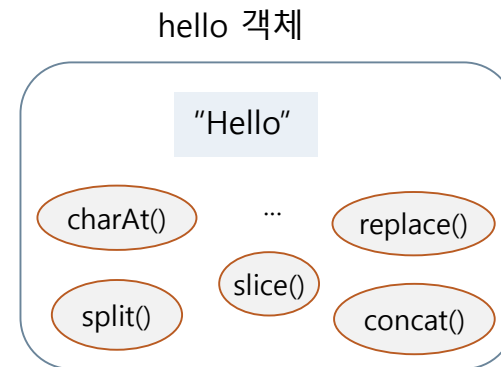 hello 객체
"Hello"
charAt()
...
replace()
slice()
split()
concat()